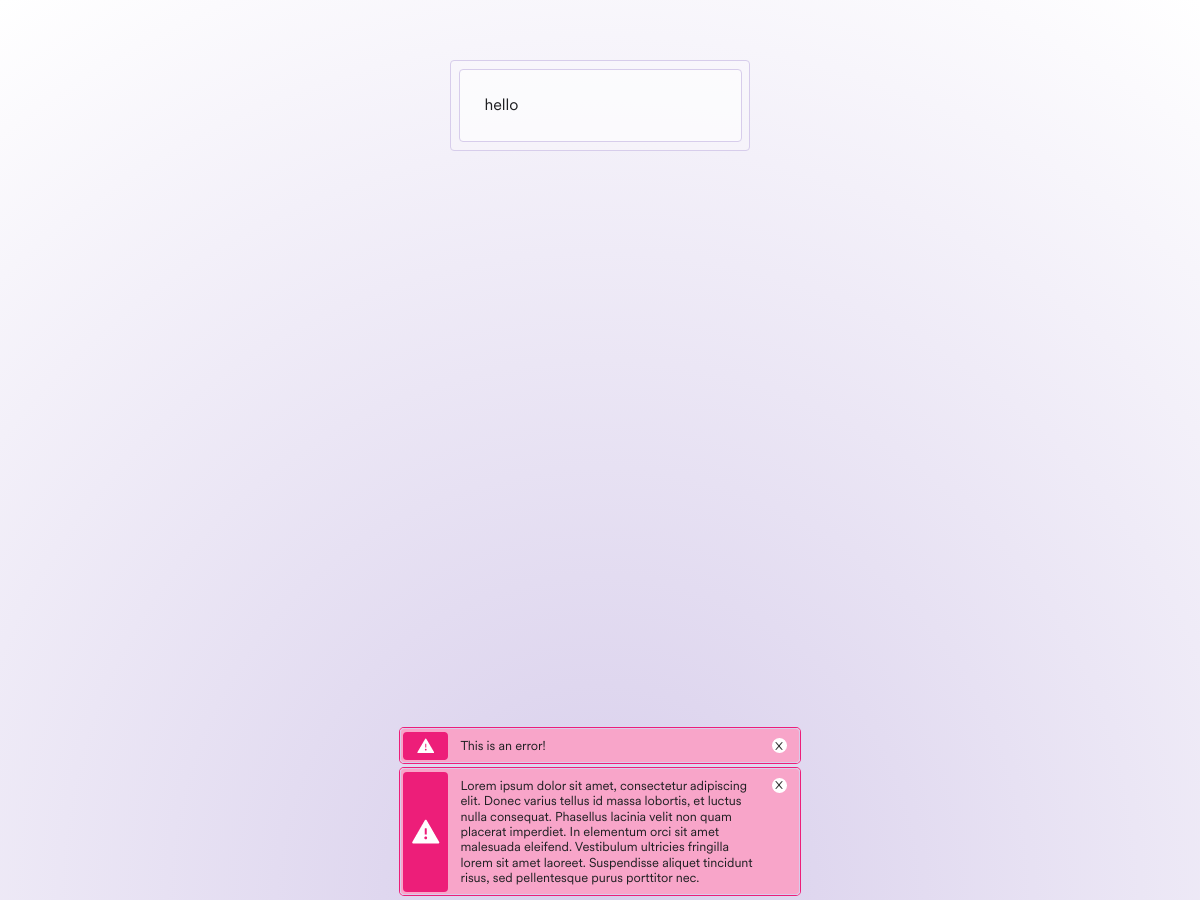 hello
This is an error!
X
Lorem ipsum dolor sit amet, consectetur adipiscing
X
elit. Donec varius tellus id massa lobortis, et luctus
nulla consequat. Phasellus lacinia velit non quam
placerat imperdiet. In elementum orci sit amet
malesuada eleifend. Vestibulum ultricies fringilla
lorem sit amet laoreet. Suspendisse aliquet tincidunt
risus, sed pellentesque purus porttitor nec.